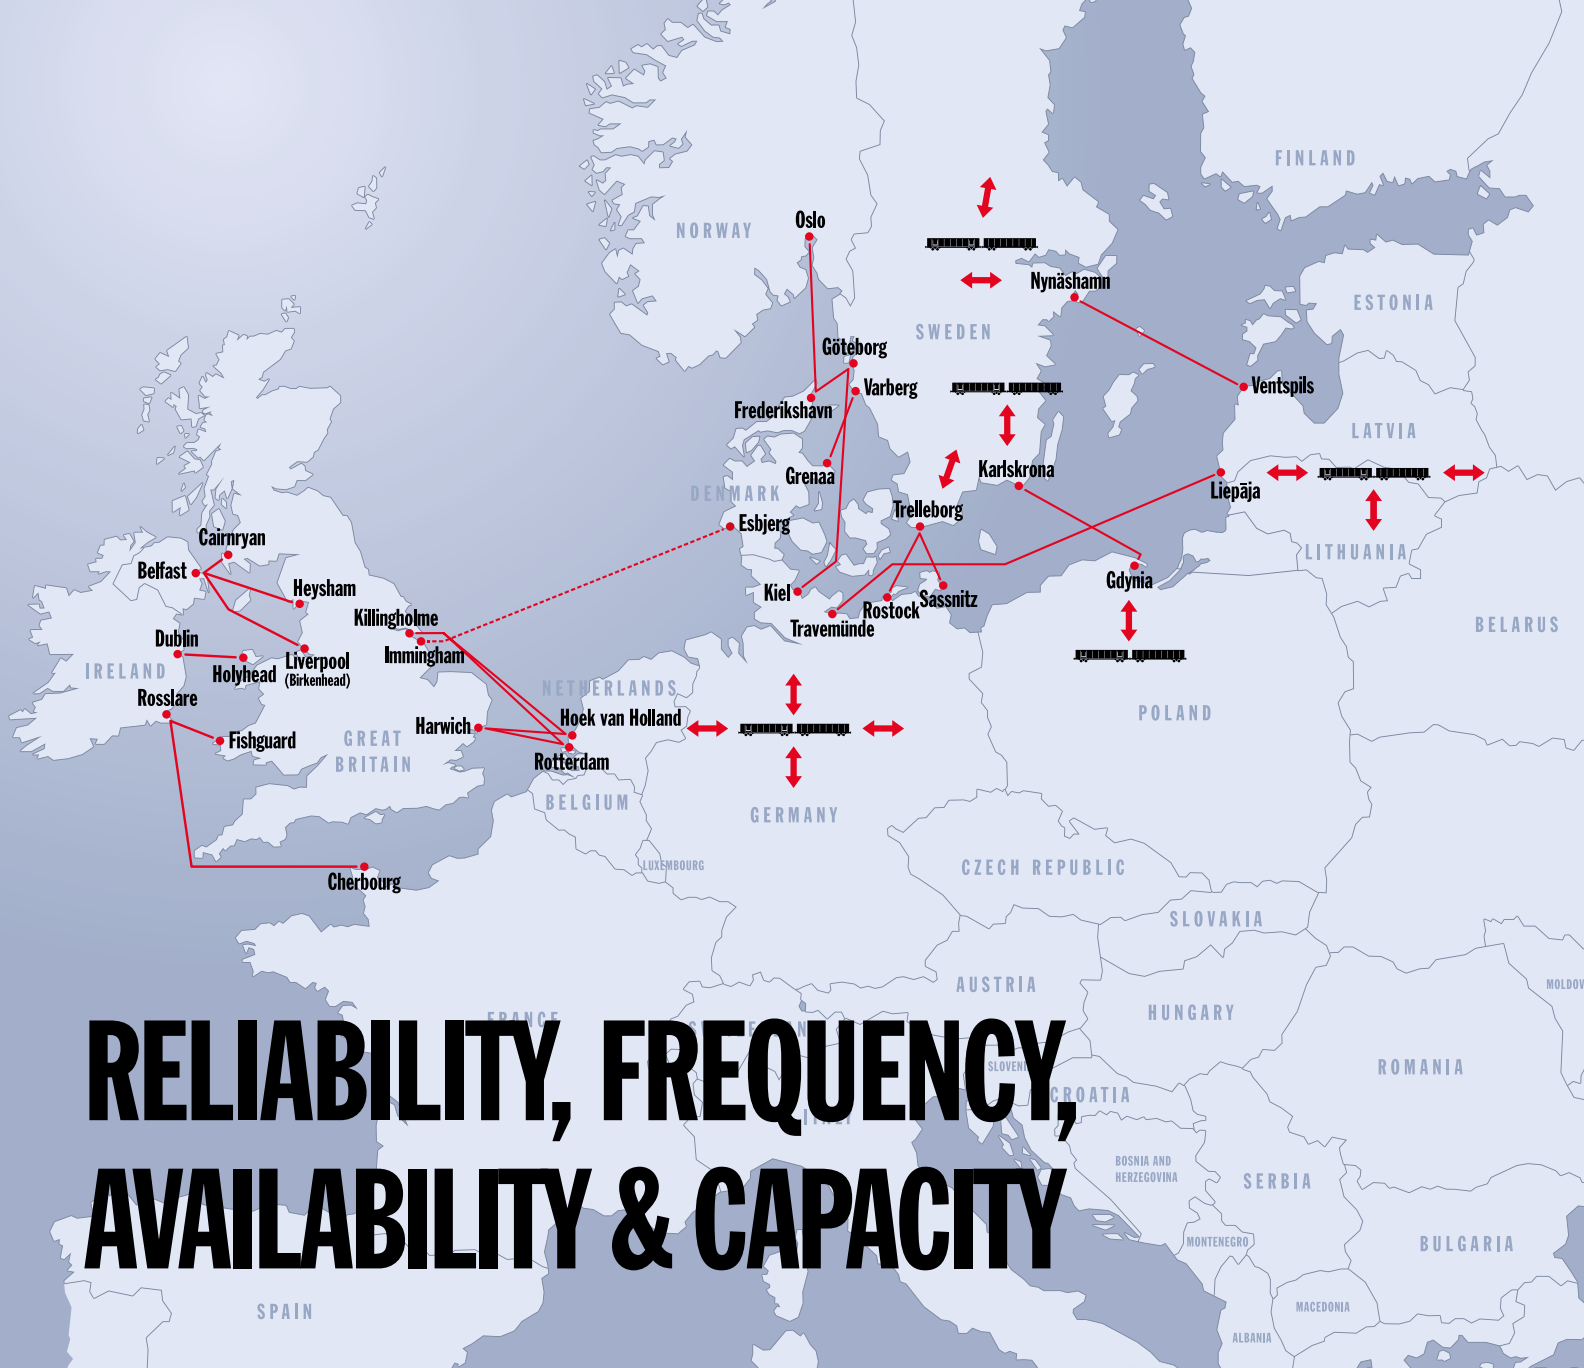 FINLAND
Oslo
NORWAY
Nynäshamn
ESTONIA
SWEDEN
Göteborg
Varberg
Ventspils
Frederikshavn
LATVIA
Grenaa
Karlskrona
Liepāja
DENMARK
Trelleborg
Esbjerg
Cairnryan
LITHUANIA
Belfast
Gdynia
Heysham
Kiel
Sassnitz
Rostock
Killingholme
Travemünde
BELARUS
Dublin
Immingham
Liverpool
(Birkenhead)
IRELAND
Holyhead
NETHERLANDS
Rosslare
Hoek van Holland
POLAND
Harwich
Fishguard
GREAT
BRITAIN
Rotterdam
BELGIUM
GERMANY
LUXEMBOURG
CZECH REPUBLIC
Cherbourg
SLOVAKIA
AUSTRIA
MOLDOV
HUNGARY
FRANCE
RELIABILITY, FREQUENCY,
ROMANIA
CROATIA
ITALY
BOSNIA AND
HERZEGOVINA
SERBIA
AVAILABILITY & CAPACITY
MONTENEGRO
BULGARIA
SPAIN
MACEDONIA
ALBANIA